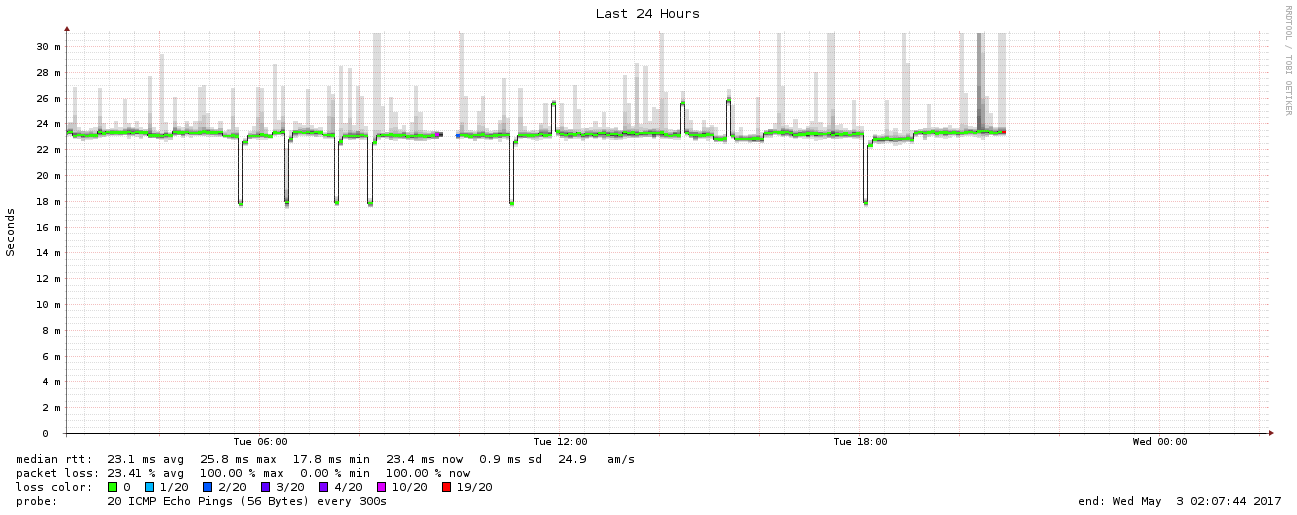 Last 24 Hours
RRDTOOL / TOBI OETIKER
30 m
28 m
26 m
24 m
22 m
20 m
18 m
16 m
14 m
12 m
10 m
8 m
6 m
4 m
2 m
0
Seconds
Tue 06:00 Tue 12:00 Tue 18:00 Wed 00:00
median rtt: 23.1 ms avg 25.8 ms max 17.8 ms min 23.4 ms now 0.9 ms sd 24.9 am/s
packet loss: 23.41 % avg 100.00 % max 0.00 % min 100.00 % now
loss color: 0 1/20 2/20 3/20 4/20 10/20 19/20
probe: 20 ICMP Echo Pings (56 Bytes) every 300s end: Wed May 3 02:07:44 2017